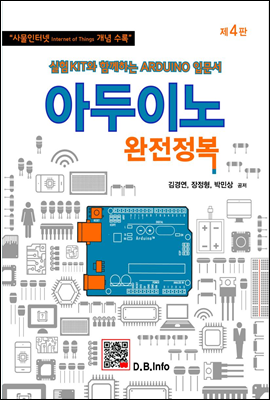 "사물인터넷 Internet of Things 개념 수록"
제4판
실험 KIT와 함께하는 ARDUINO 입문서
아두이노
완전정복
김경연, 장정형, 박민상 공저
Arduino™
D.B.Info